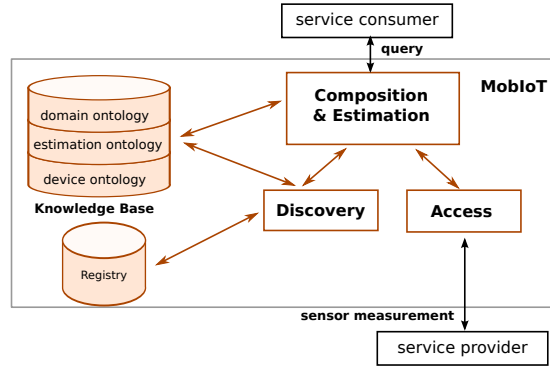 service consumer
query
MobIoT
Composition
& Estimation
domain ontology
estimation ontology
device ontology
Knowledge Base
Discovery
Access
Registry
sensor measurement
service provider